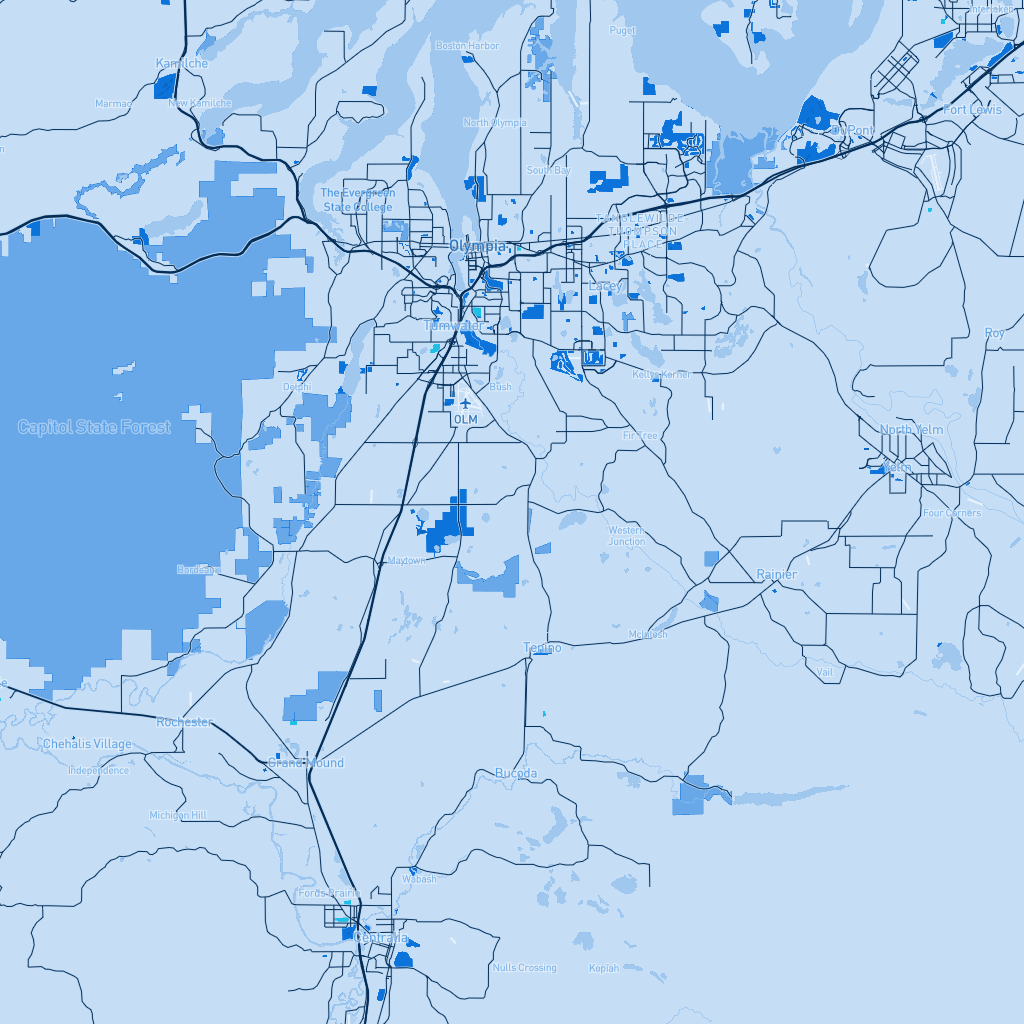 Interlaken
Puget
Boston Harbor
Kamilche
Marmac
New Kamilche
Fort Lewis
North Olympia
DuPont
South Bay
The Evergreen
State College
TANGLEWILDE-
THOMPSON
PLACE
Olympia
Lacey
Tumwater
Roy
Kellys Korner
Delphi
Bush
OLM
Capitol State Forest
Fir Tree
North Yelm
Yelm
Four Corners
Western
Junction
Maytown
Bordeaux
Rainier
McIntosh
Tenino
Vail
Rochester
Chehalis Village
Grand Mound
Independence
Bucoda
Michigan Hill
Wabash
Fords Prairie
Centralia
Nulls Crossing
Kopiah